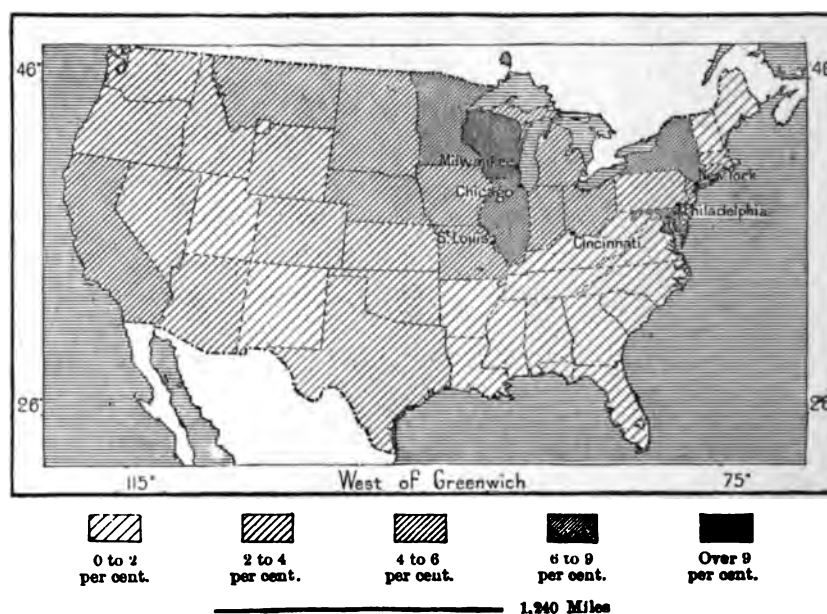 46°
46
Milwaukee
Chicago
New York
Philadelphia
St Louis
Cincinnati
26°
26°
115°
West of Greenwich
75°
0 to 2
per cent.
2 to 4
per cent.
4 to 6
per cent.
6 to 9
per cent.
Over 9
per cent.
1,240 Miles